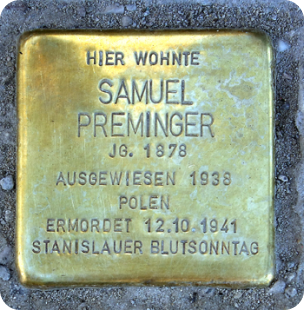 HIER WOHNTE
SAMUEL
PREMINGER
JG. 1878
AUSGEWIESEN 1938
POLEN
ERMORDET 12.10.1941
STANISLAUER BLUTSONNTAG